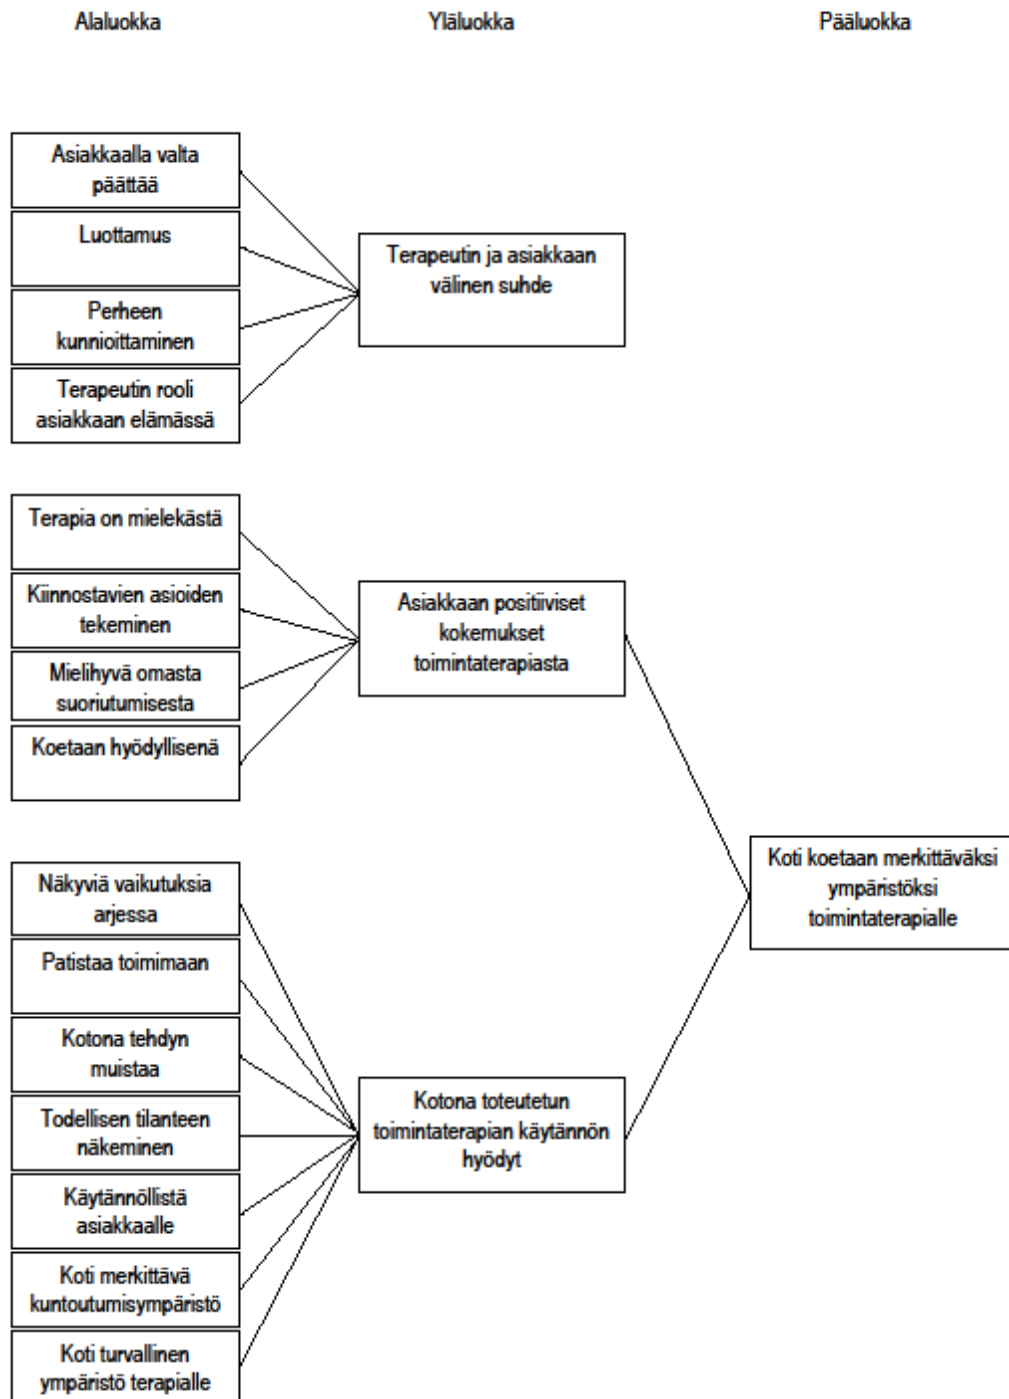 Alaluokka
Yläluokka
Pääluokka
Asiakkaalla valta
päättää
Luottamus
Perheen
kunnioittaminen
Terapeutin rooli
asiakkaan elämässä
Terapeutin ja asiakkaan
välinen suhde
Terapia on mielekästä
Kiinnostavien asioiden
tekeminen
Mielihyvä omasta
suoriutumisesta
Koetaan hyödyllisenä
Asiakkaan positiiviset
kokemukset
toimintaterapiasta
Näkyviä vaikutuksia
arjessa
Patistaa toimimaan
Kotona tehdyn
muistaa
Todellisen tilanteen
näkeminen
Käytännöllistä
asiakkaalle
Koti merkittävä
kuntoutumisympäristö
Koti turvallinen
ympäristö terapialle
Kotona toteutetun
toimintaterapian käytännön
hyödyt
Koti koetaan merkittäväksi
ympäristöksi
toimintaterapialle